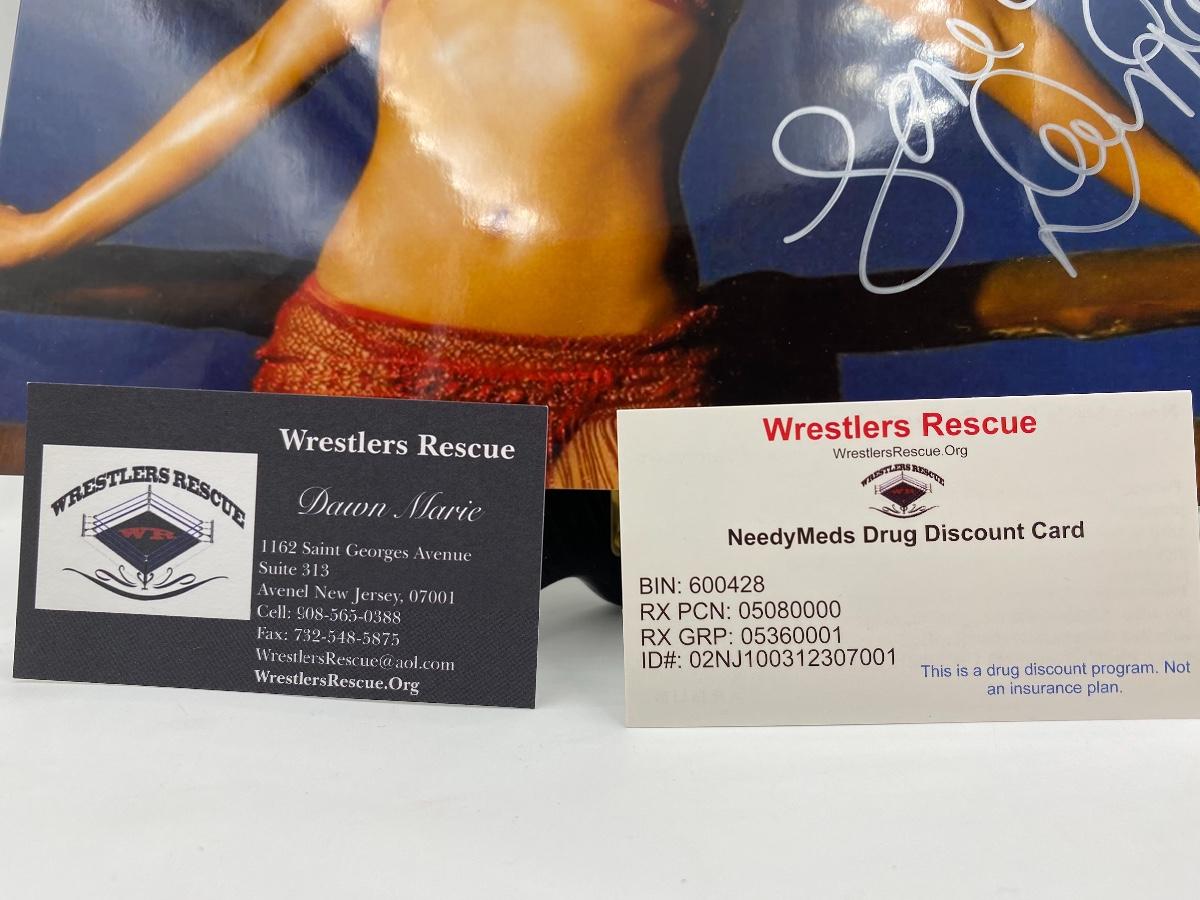 Love
Wrestlers Rescue
WRESTLERS RESCUE
WR
Dawn Marie
1162 Saint Georges Avenue
Suite 313
Avenel New Jersey, 07001
Cell: 908-565-0388
Fax: 732-548-5875
WrestlersRescue@aol.com
WrestlersRescue.Org
Wrestlers Rescue
WrestlersRescue.Org
WRESTLERS RESCUE
WR
NeedyMeds Drug Discount Card
BIN: 600428
RX PCN: 05080000
RX GRP: 05360001
ID#: 02NJ100312307001
This is a drug discount program. Not
an insurance plan.